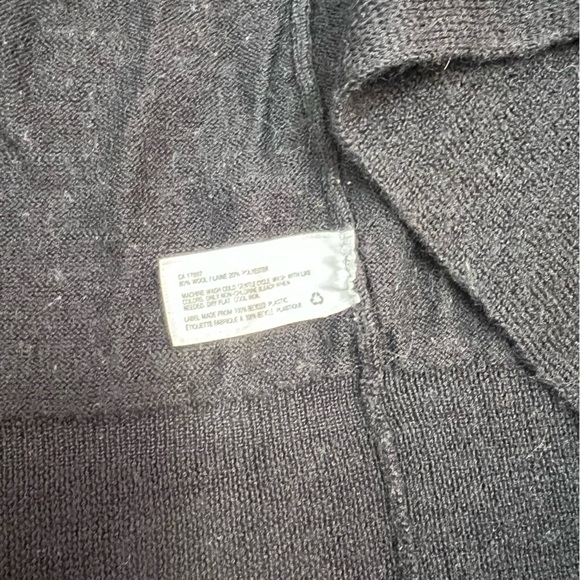 CA 17897
80% WOOL / LAINE 20% POLYESTER
MACHINE WASH COLD GENTLE CYCLE WASH WITH LIKE
COLORS. ONLY NON-CHLORINE BLEACH WHEN
NEEDED. DRY FLAT. COOL IRON.
LABEL MADE FROM 100% RECYCLED PLASTIC
ÉTIQUETTE FABRIQUÉ À 100% RECYCLÉ PLASTIQUE